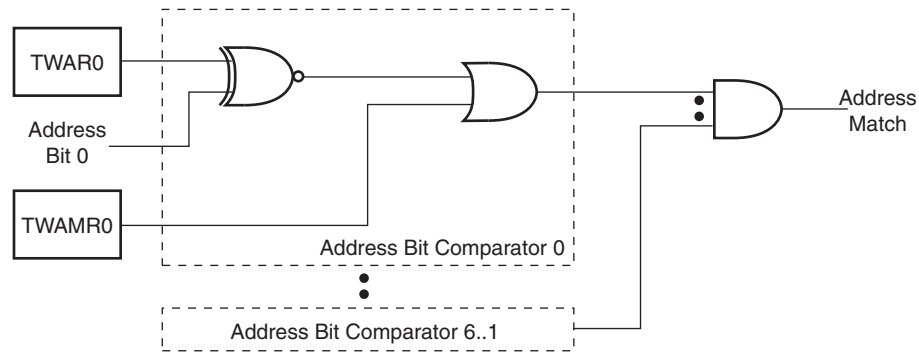 TWAR0
Address
Bit 0
TWAMR0
Address Bit Comparator 0
Address Bit Comparator 6..1
Address
Match